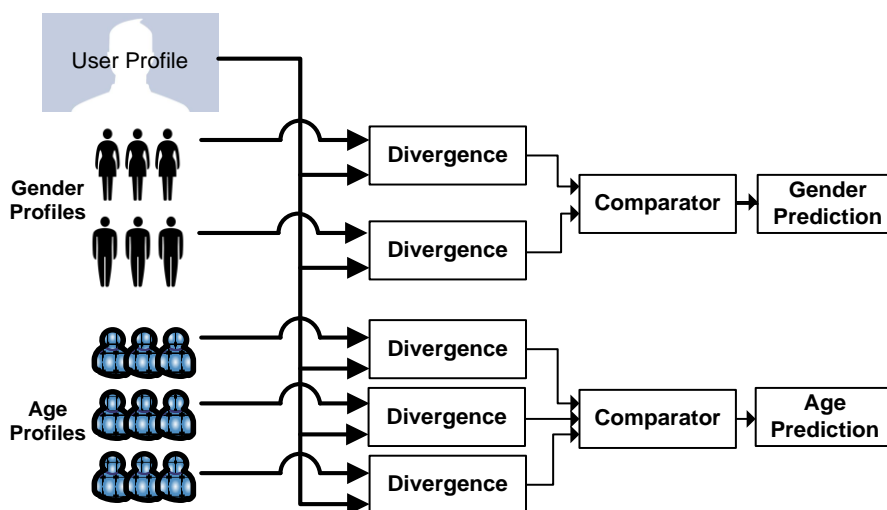 User Profile
Gender
Profiles
Divergence
Divergence
Comparator
Gender
Prediction
Age
Profiles
Divergence
Divergence
Divergence
Comparator
Age
Prediction